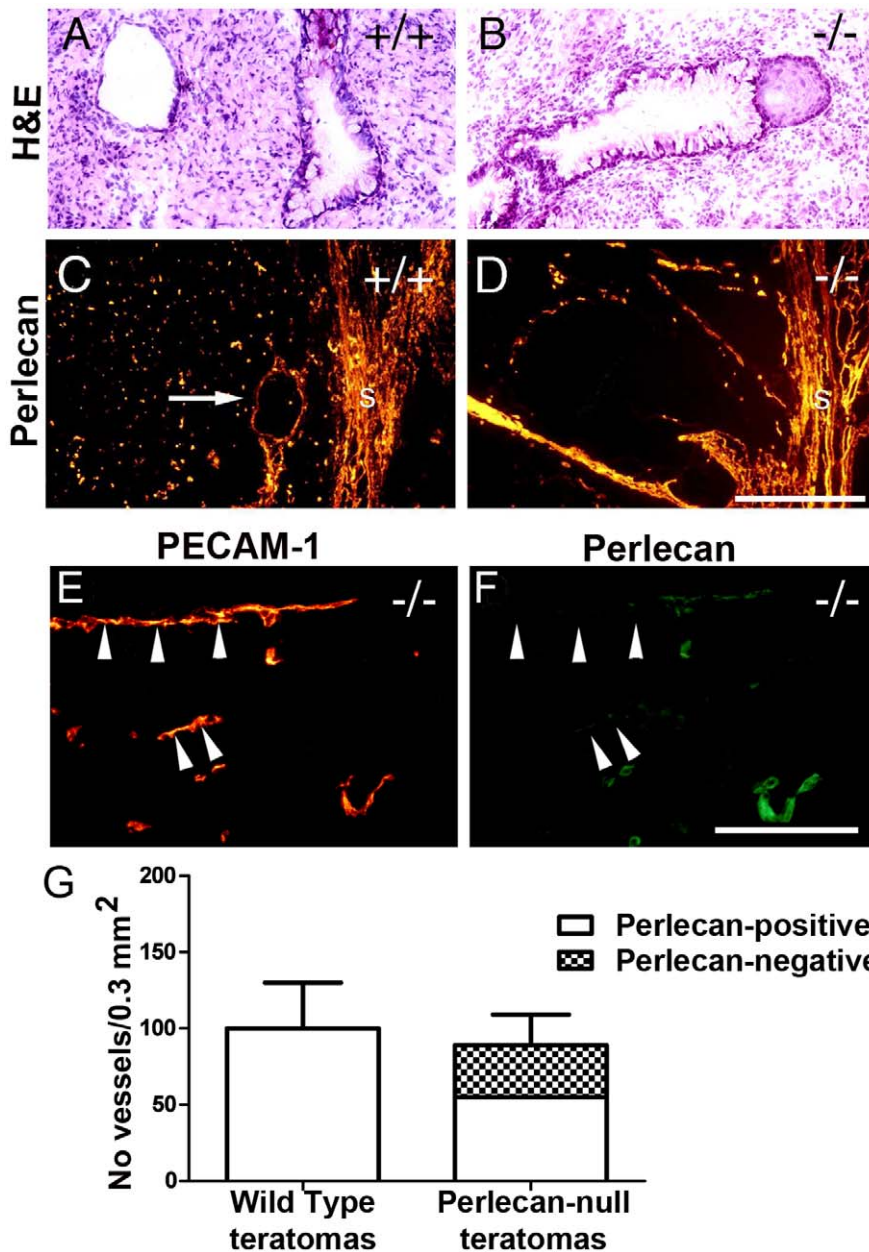 A +/+ B -/-
H&E
C +/+ D -/-
Perlecan
S S
PECAM-1 Perlecan
E -/- F -/-
G
200
150
100
50
0
No vessels/0.3 mm²
Perlecan-positive
Perlecan-negative
Wild Type
teratomas
Perlecan-null
teratomas